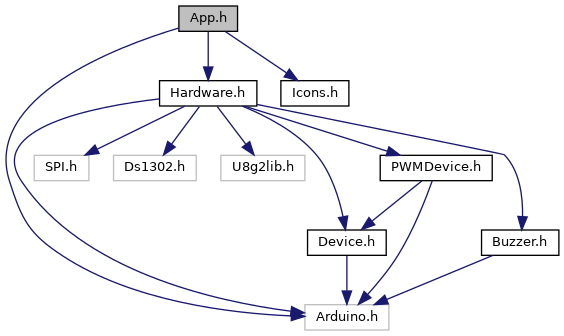 App.h
Hardware.h
Icons.h
SPI.h
Ds1302.h
U8g2lib.h
PWMDevice.h
Device.h
Buzzer.h
Arduino.h